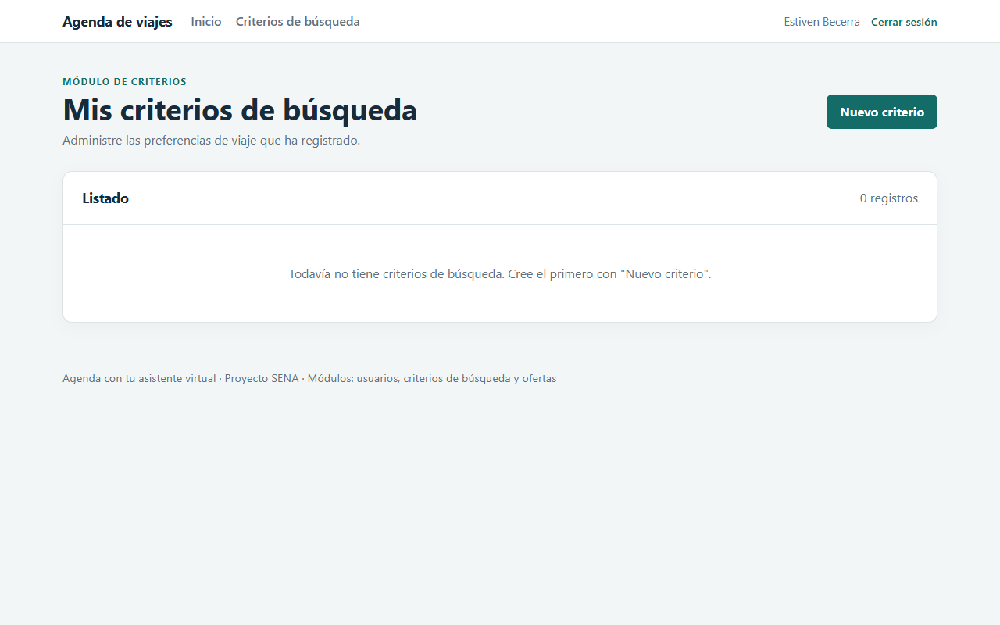 Agenda de viajes Inicio Criterios de búsqueda Estiven Becerra Cerrar sesión
MÓDULO DE CRITERIOS
Mis criterios de búsqueda
Nuevo criterio
Administre las preferencias de viaje que ha registrado.
Listado 0 registros
Todavía no tiene criterios de búsqueda. Cree el primero con "Nuevo criterio".
Agenda con tu asistente virtual · Proyecto SENA · Módulos: usuarios, criterios de búsqueda y ofertas